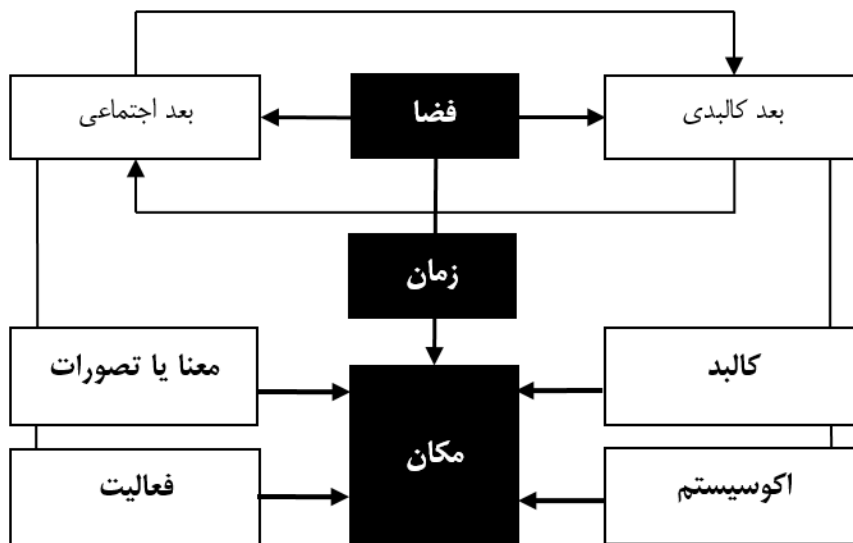 بعد کالبدی
فضا
بعد اجتماعی
زمان
کالبد
معنا یا تصورات
مکان
اکوسیستم
فعالیت